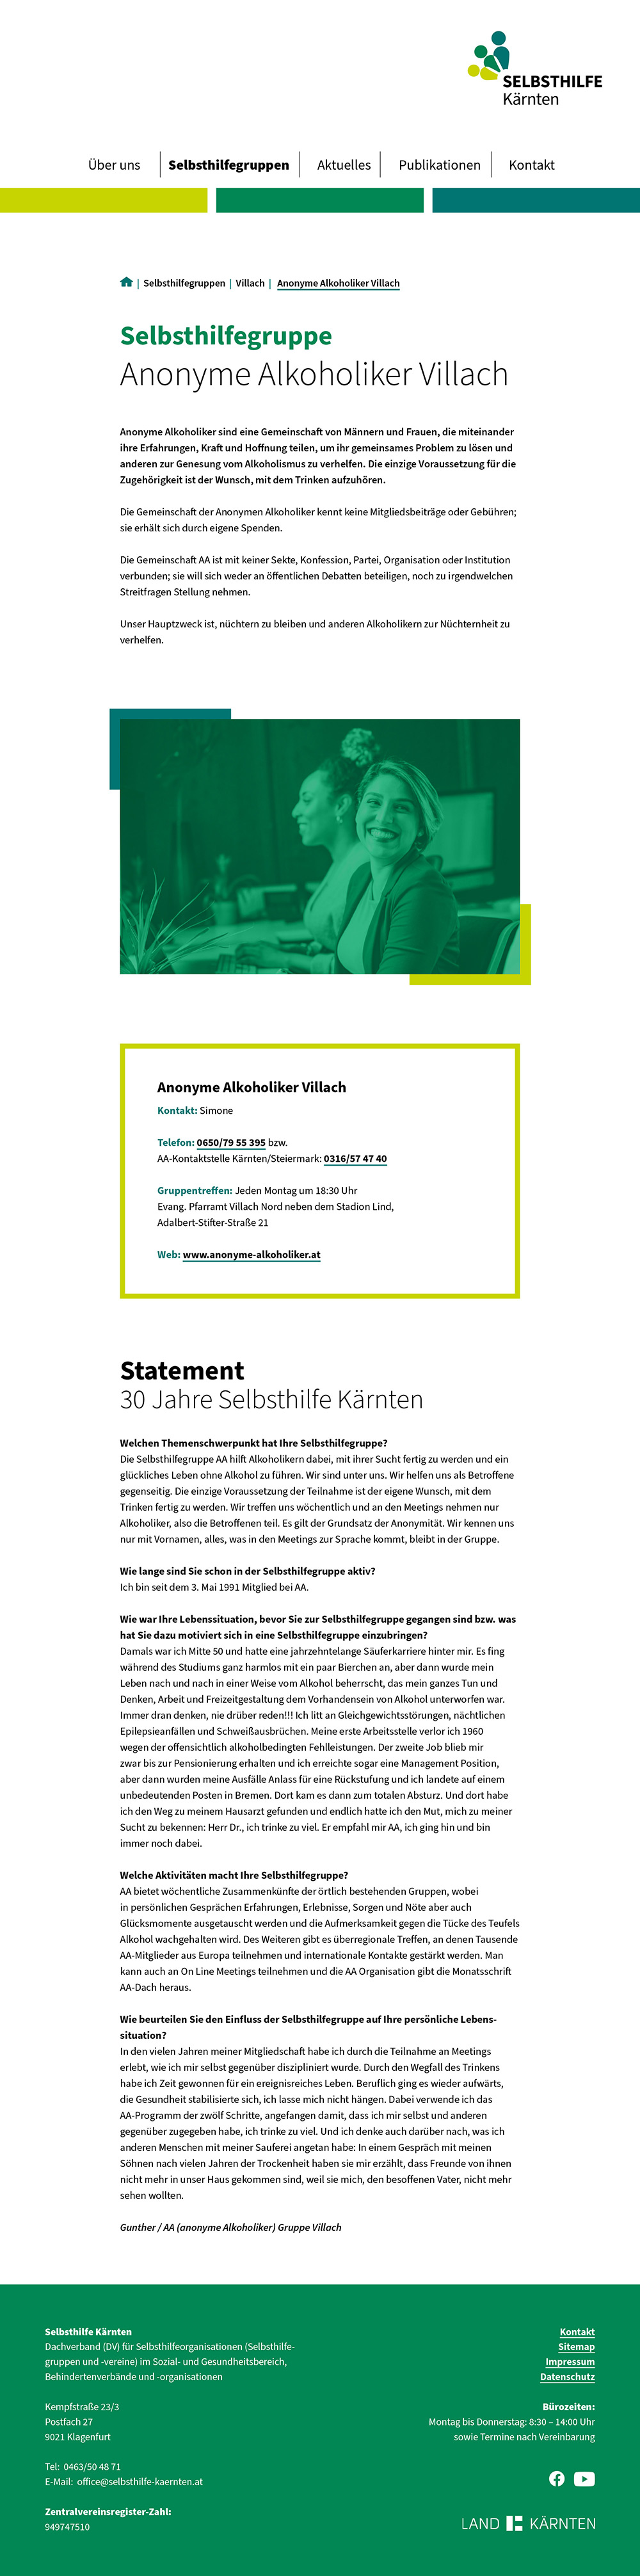 SELBSTHILFE
Kärnten
Über uns
Selbsthilfegruppen
Aktuelles
Publikationen
Kontakt
Selbsthilfegruppen | Villach | Anonyme Alkoholiker Villach
Selbsthilfegruppe
Anonyme Alkoholiker Villach
Anonyme Alkoholiker sind eine Gemeinschaft von Männern und Frauen, die miteinander
ihre Erfahrungen, Kraft und Hoffnung teilen, um ihr gemeinsames Problem zu lösen und
anderen zur Genesung vom Alkoholismus zu verhelfen. Die einzige Voraussetzung für die
Zugehörigkeit ist der Wunsch, mit dem Trinken aufzuhören.
Die Gemeinschaft der Anonymen Alkoholiker kennt keine Mitgliedsbeiträge oder Gebühren;
sie erhält sich durch eigene Spenden.
Die Gemeinschaft AA ist mit keiner Sekte, Konfession, Partei, Organisation oder Institution
verbunden; sie will sich weder an öffentlichen Debatten beteiligen, noch zu irgendwelchen
Streitfragen Stellung nehmen.
Unser Hauptzweck ist, nüchtern zu bleiben und anderen Alkoholikern zur Nüchternheit zu
verhelfen.
Anonyme Alkoholiker Villach
Kontakt: Simone
Telefon: 0650/79 55 395 bzw.
AA-Kontaktstelle Kärnten/Steiermark: 0316/57 47 40
Gruppentreffen: Jeden Montag um 18:30 Uhr
Evang. Pfarramt Villach Nord neben dem Stadion Lind,
Adalbert-Stifter-Straße 21
Web: www.anonyme-alkoholiker.at
Statement
30 Jahre Selbsthilfe Kärnten
Welchen Themenschwerpunkt hat Ihre Selbsthilfegruppe?
Die Selbsthilfegruppe AA hilft Alkoholikern dabei, mit ihrer Sucht fertig zu werden und ein
glückliches Leben ohne Alkohol zu führen. Wir sind unter uns. Wir helfen uns als Betroffene
gegenseitig. Die einzige Voraussetzung der Teilnahme ist der eigene Wunsch, mit dem
Trinken fertig zu werden. Wir treffen uns wöchentlich und an den Meetings nehmen nur
Alkoholiker, also die Betroffenen teil. Es gilt der Grundsatz der Anonymität. Wir kennen uns
nur mit Vornamen, alles, was in den Meetings zur Sprache kommt, bleibt in der Gruppe.
Wie lange sind Sie schon in der Selbsthilfegruppe aktiv?
Ich bin seit dem 3. Mai 1991 Mitglied bei AA.
Wie war Ihre Lebenssituation, bevor Sie zur Selbsthilfegruppe gegangen sind bzw. was
hat Sie dazu motiviert sich in eine Selbsthilfegruppe einzubringen?
Damals war ich Mitte 50 und hatte eine jahrzehntelange Säuferkarriere hinter mir. Es fing
während des Studiums ganz harmlos mit ein paar Bierchen an, aber dann wurde mein
Leben nach und nach in einer Weise vom Alkohol beherrscht, das mein ganzes Tun und
Denken, Arbeit und Freizeitgestaltung dem Vorhandensein von Alkohol unterworfen war.
Immer dran denken, nie drüber reden!!! Ich litt an Gleichgewichtsstörungen, nächtlichen
Epilepsieanfällen und Schweißausbrüchen. Meine erste Arbeitsstelle verlor ich 1960
wegen der offensichtlich alkoholbedingten Fehlleistungen. Der zweite Job blieb mir
zwar bis zur Pensionierung erhalten und ich erreichte sogar eine Management Position,
aber dann wurden meine Ausfälle Anlass für eine Rückstufung und ich landete auf einem
unbedeutenden Posten in Bremen. Dort kam es dann zum totalen Absturz. Und dort habe
ich den Weg zu meinem Hausarzt gefunden und endlich hatte ich den Mut, mich zu meiner
Sucht zu bekennen: Herr Dr., ich trinke zu viel. Er empfahl mir AA, ich ging hin und bin
immer noch dabei.
Welche Aktivitäten macht Ihre Selbsthilfegruppe?
AA bietet wöchentliche Zusammenkünfte der örtlich bestehenden Gruppen, wobei
in persönlichen Gesprächen Erfahrungen, Erlebnisse, Sorgen und Nöte aber auch
Glücksmomente ausgetauscht werden und die Aufmerksamkeit gegen die Tücke des Teufels
Alkohol wachgehalten wird. Des Weiteren gibt es überregionale Treffen, an denen Tausende
AA-Mitglieder aus Europa teilnehmen und internationale Kontakte gestärkt werden. Man
kann auch an On Line Meetings teilnehmen und die AA Organisation gibt die Monatsschrift
AA-Dach heraus.
Wie beurteilen Sie den Einfluss der Selbsthilfegruppe auf Ihre persönliche Lebens-
situation?
In den vielen Jahren meiner Mitgliedschaft habe ich durch die Teilnahme an Meetings
erlebt, wie ich mir selbst gegenüber diszipliniert wurde. Durch den Wegfall des Trinkens
habe ich Zeit gewonnen für ein ereignisreiches Leben. Beruflich ging es wieder aufwärts,
die Gesundheit stabilisierte sich, ich lasse mich nicht hängen. Dabei verwende ich das
AA-Programm der zwölf Schritte, angefangen damit, dass ich mir selbst und anderen
gegenüber zugegeben habe, ich trinke zu viel. Und ich denke auch darüber nach, was ich
anderen Menschen mit meiner Sauferei angetan habe: In einem Gespräch mit meinen
Söhnen nach vielen Jahren der Trockenheit haben sie mir erzählt, dass Freunde von ihnen
nicht mehr in unser Haus gekommen sind, weil sie mich, den besoffenen Vater, nicht mehr
sehen wollten.
Gunther / AA (anonyme Alkoholiker) Gruppe Villach
Selbsthilfe Kärnten
Dachverband (DV) für Selbsthilfeorganisationen (Selbsthilfe-
gruppen und -vereine) im Sozial- und Gesundheitsbereich,
Behindertenverbände und -organisationen
Kempfstraße 23/3
Postfach 27
9021 Klagenfurt
Tel: 0463/50 48 71
E-Mail: office@selbsthilfe-kaernten.at
Zentralvereinsregister-Zahl:
949747510
Kontakt
Sitemap
Impressum
Datenschutz
Bürozeiten:
Montag bis Donnerstag: 8:30 – 14:00 Uhr
sowie Termine nach Vereinbarung
LAND KÄRNTEN